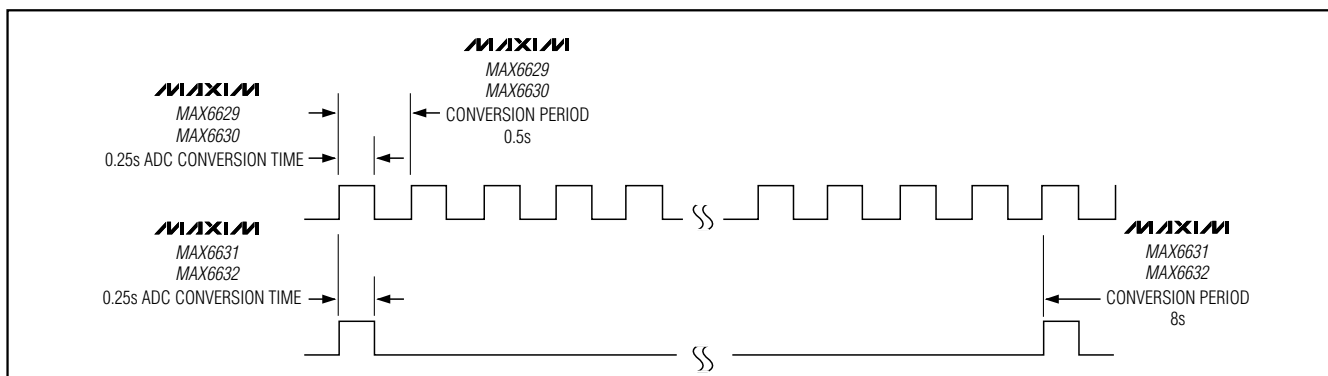 MAXIM
MAX6629
MAX6630
CONVERSION PERIOD
0.5s
MAXIM
MAX6629
MAX6630
0.25s ADC CONVERSION TIME
MAXIM
MAX6631
MAX6632
0.25s ADC CONVERSION TIME
MAXIM
MAX6631
MAX6632
CONVERSION PERIOD
8s